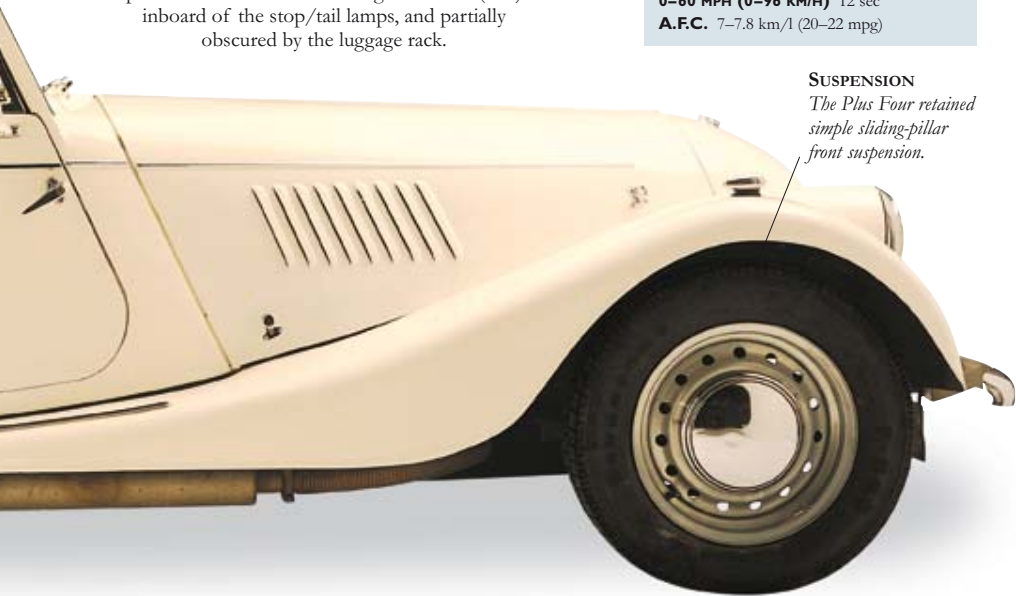 inboard of the stop/tail lamps, and partially
obscured by the luggage rack.
0–60 MPH (0–96 KM/H) 12 sec
A.F.C. 7–7.8 km/l (20–22 mpg)
SUSPENSION
The Plus Four retained
simple sliding-pillar
front suspension.